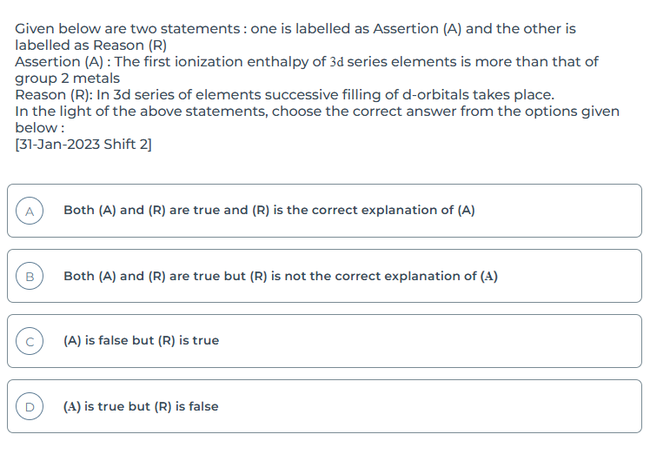 Given below are two statements : one is labelled as Assertion (A) and the other is
labelled as Reason (R)
Assertion (A) : The first ionization enthalpy of 3d series elements is more than that of
group 2 metals
Reason (R): In 3d series of elements successive filling of d-orbitals takes place.
In the light of the above statements, choose the correct answer from the options given
below :
[31-Jan-2023 Shift 2]
A Both (A) and (R) are true and (R) is the correct explanation of (A)
B Both (A) and (R) are true but (R) is not the correct explanation of (A)
C (A) is false but (R) is true
D (A) is true but (R) is false